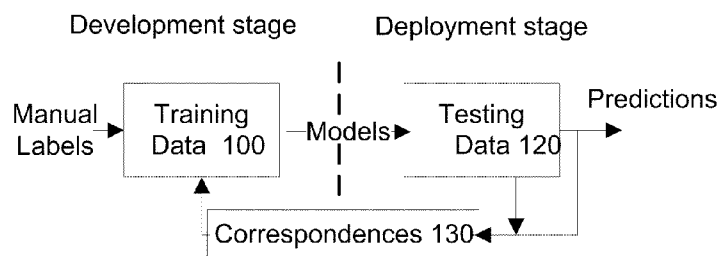 Development stage
Deployment stage
Manual
Labels
Training
Data 100
Models
Testing
Data 120
Predictions
Correspondences 130